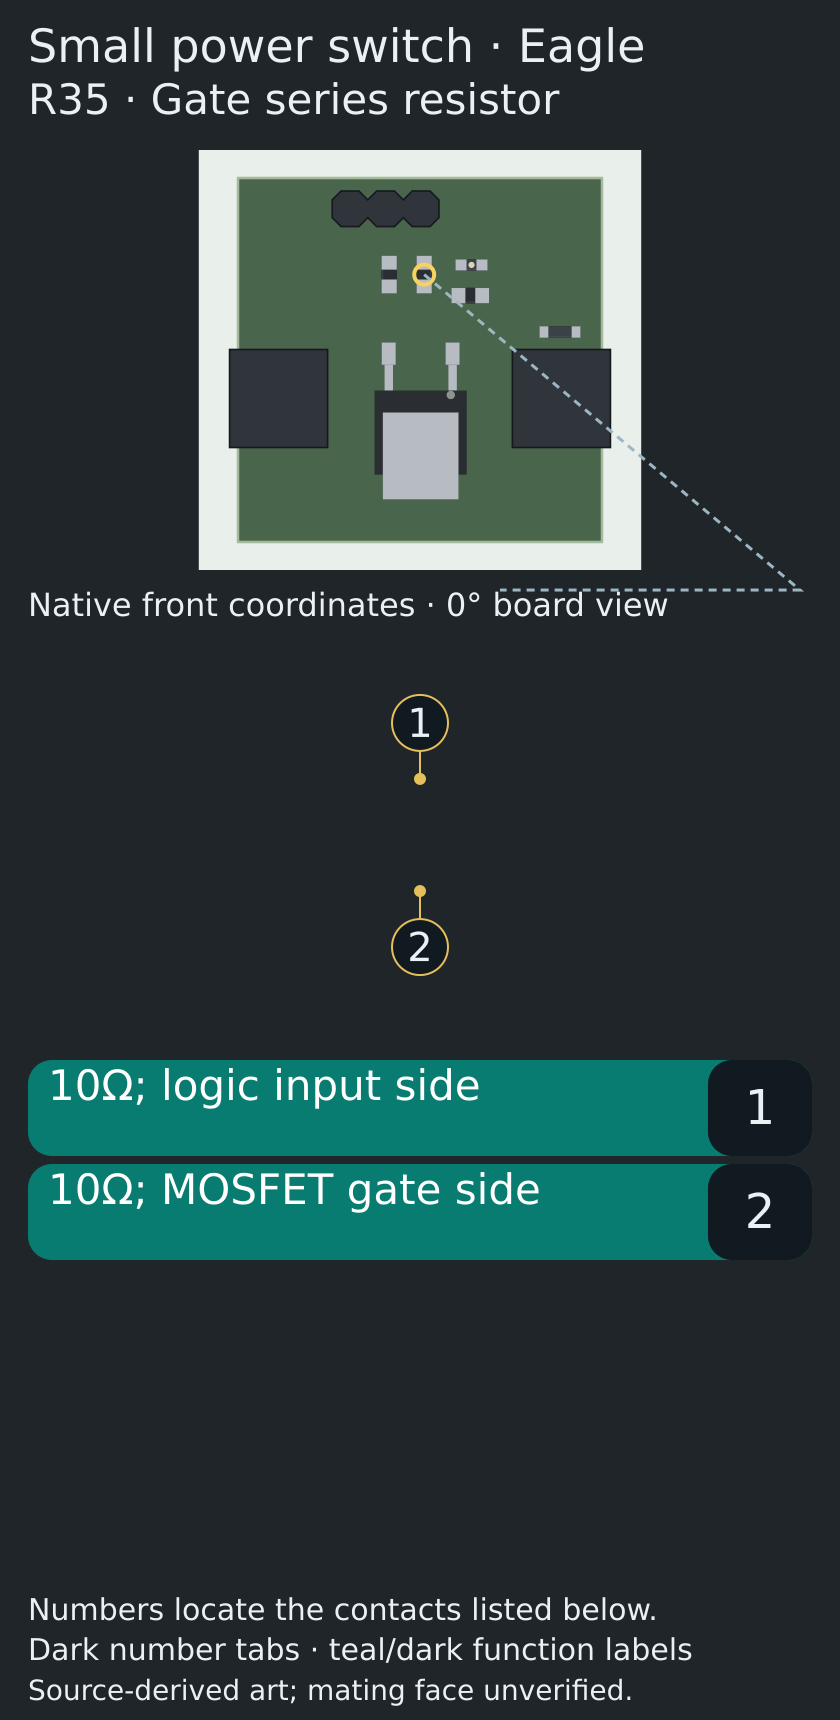 Small power switch · Eagle
R35 · Gate series resistor
Native front coordinates · 0° board view
1
2
10Ω; logic input side 1
10Ω; MOSFET gate side 2
Numbers locate the contacts listed below.
Dark number tabs · teal/dark function labels
Source-derived art; mating face unverified.